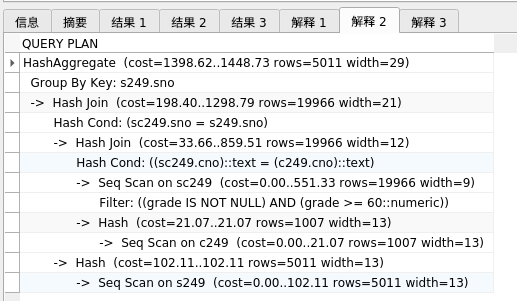 信息 摘要 结果 1 结果 2 结果 3 解释 1 解释 2 解释 3
QUERY PLAN
HashAggregate (cost=1398.62..1448.73 rows=5011 width=29)
Group By Key: s249.sno
-> Hash Join (cost=198.40..1298.79 rows=19966 width=21)
Hash Cond: (sc249.sno = s249.sno)
-> Hash Join (cost=33.66..859.51 rows=19966 width=12)
Hash Cond: ((sc249.cno)::text = (c249.cno)::text)
-> Seq Scan on sc249 (cost=0.00..551.33 rows=19966 width=9)
Filter: ((grade IS NOT NULL) AND (grade >= 60::numeric))
-> Hash (cost=21.07..21.07 rows=1007 width=13)
-> Seq Scan on c249 (cost=0.00..21.07 rows=1007 width=13)
-> Hash (cost=102.11..102.11 rows=5011 width=13)
-> Seq Scan on s249 (cost=0.00..102.11 rows=5011 width=13)